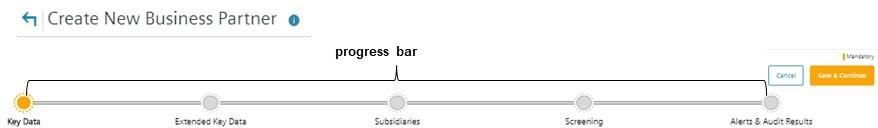 Create New Business Partner
progress bar
Mandatory
Cancel
Save & Continue
Key Data
Extended Key Data
Subsidiaries
Screening
Alerts & Audit Results